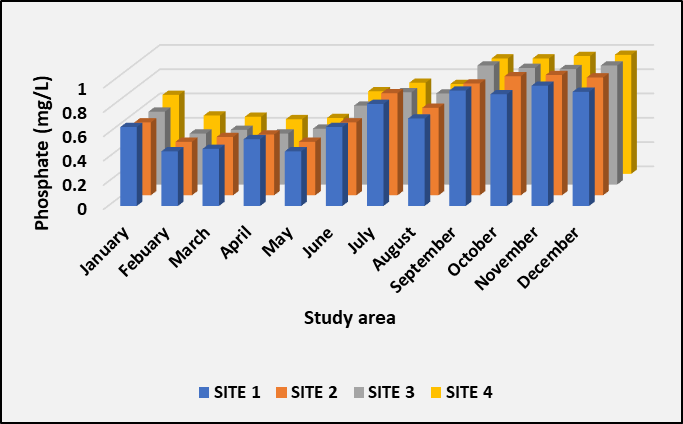 Phosphate (mg/L)
1
0.8
0.6
0.4
0.2
0
January
Febuary
March
April
May
June
July
August
September
October
November
December
Study area
SITE 1 SITE 2 SITE 3 SITE 4